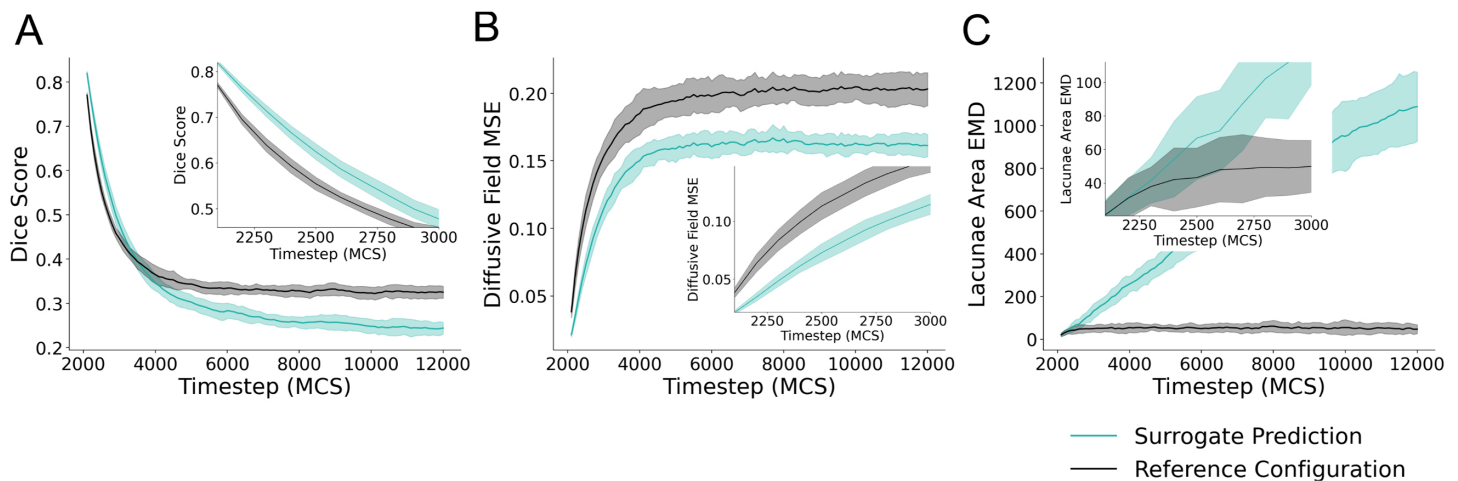 A
Dice Score
0.8
0.7
0.6
0.5
0.4
0.3
0.2
2000 4000 6000 8000 10000 12000
Timestep (MCS)
Dice Score
0.8
0.7
0.6
0.5
2250 2500 2750 3000
Timestep (MCS)
B
Diffusive Field MSE
0.20
0.15
0.10
0.05
2000 4000 6000 8000 10000 12000
Timestep (MCS)
Diffusive Field MSE
0.10
0.05
2250 2500 2750 3000
Timestep (MCS)
C
Lacunae Area EMD
1200
1000
800
600
400
200
0
2000 4000 6000 8000 10000 12000
Timestep (MCS)
Lacunae Area EMD
100
80
60
40
2250 2500 2750 3000
Timestep (MCS)
Surrogate Prediction
Reference Configuration